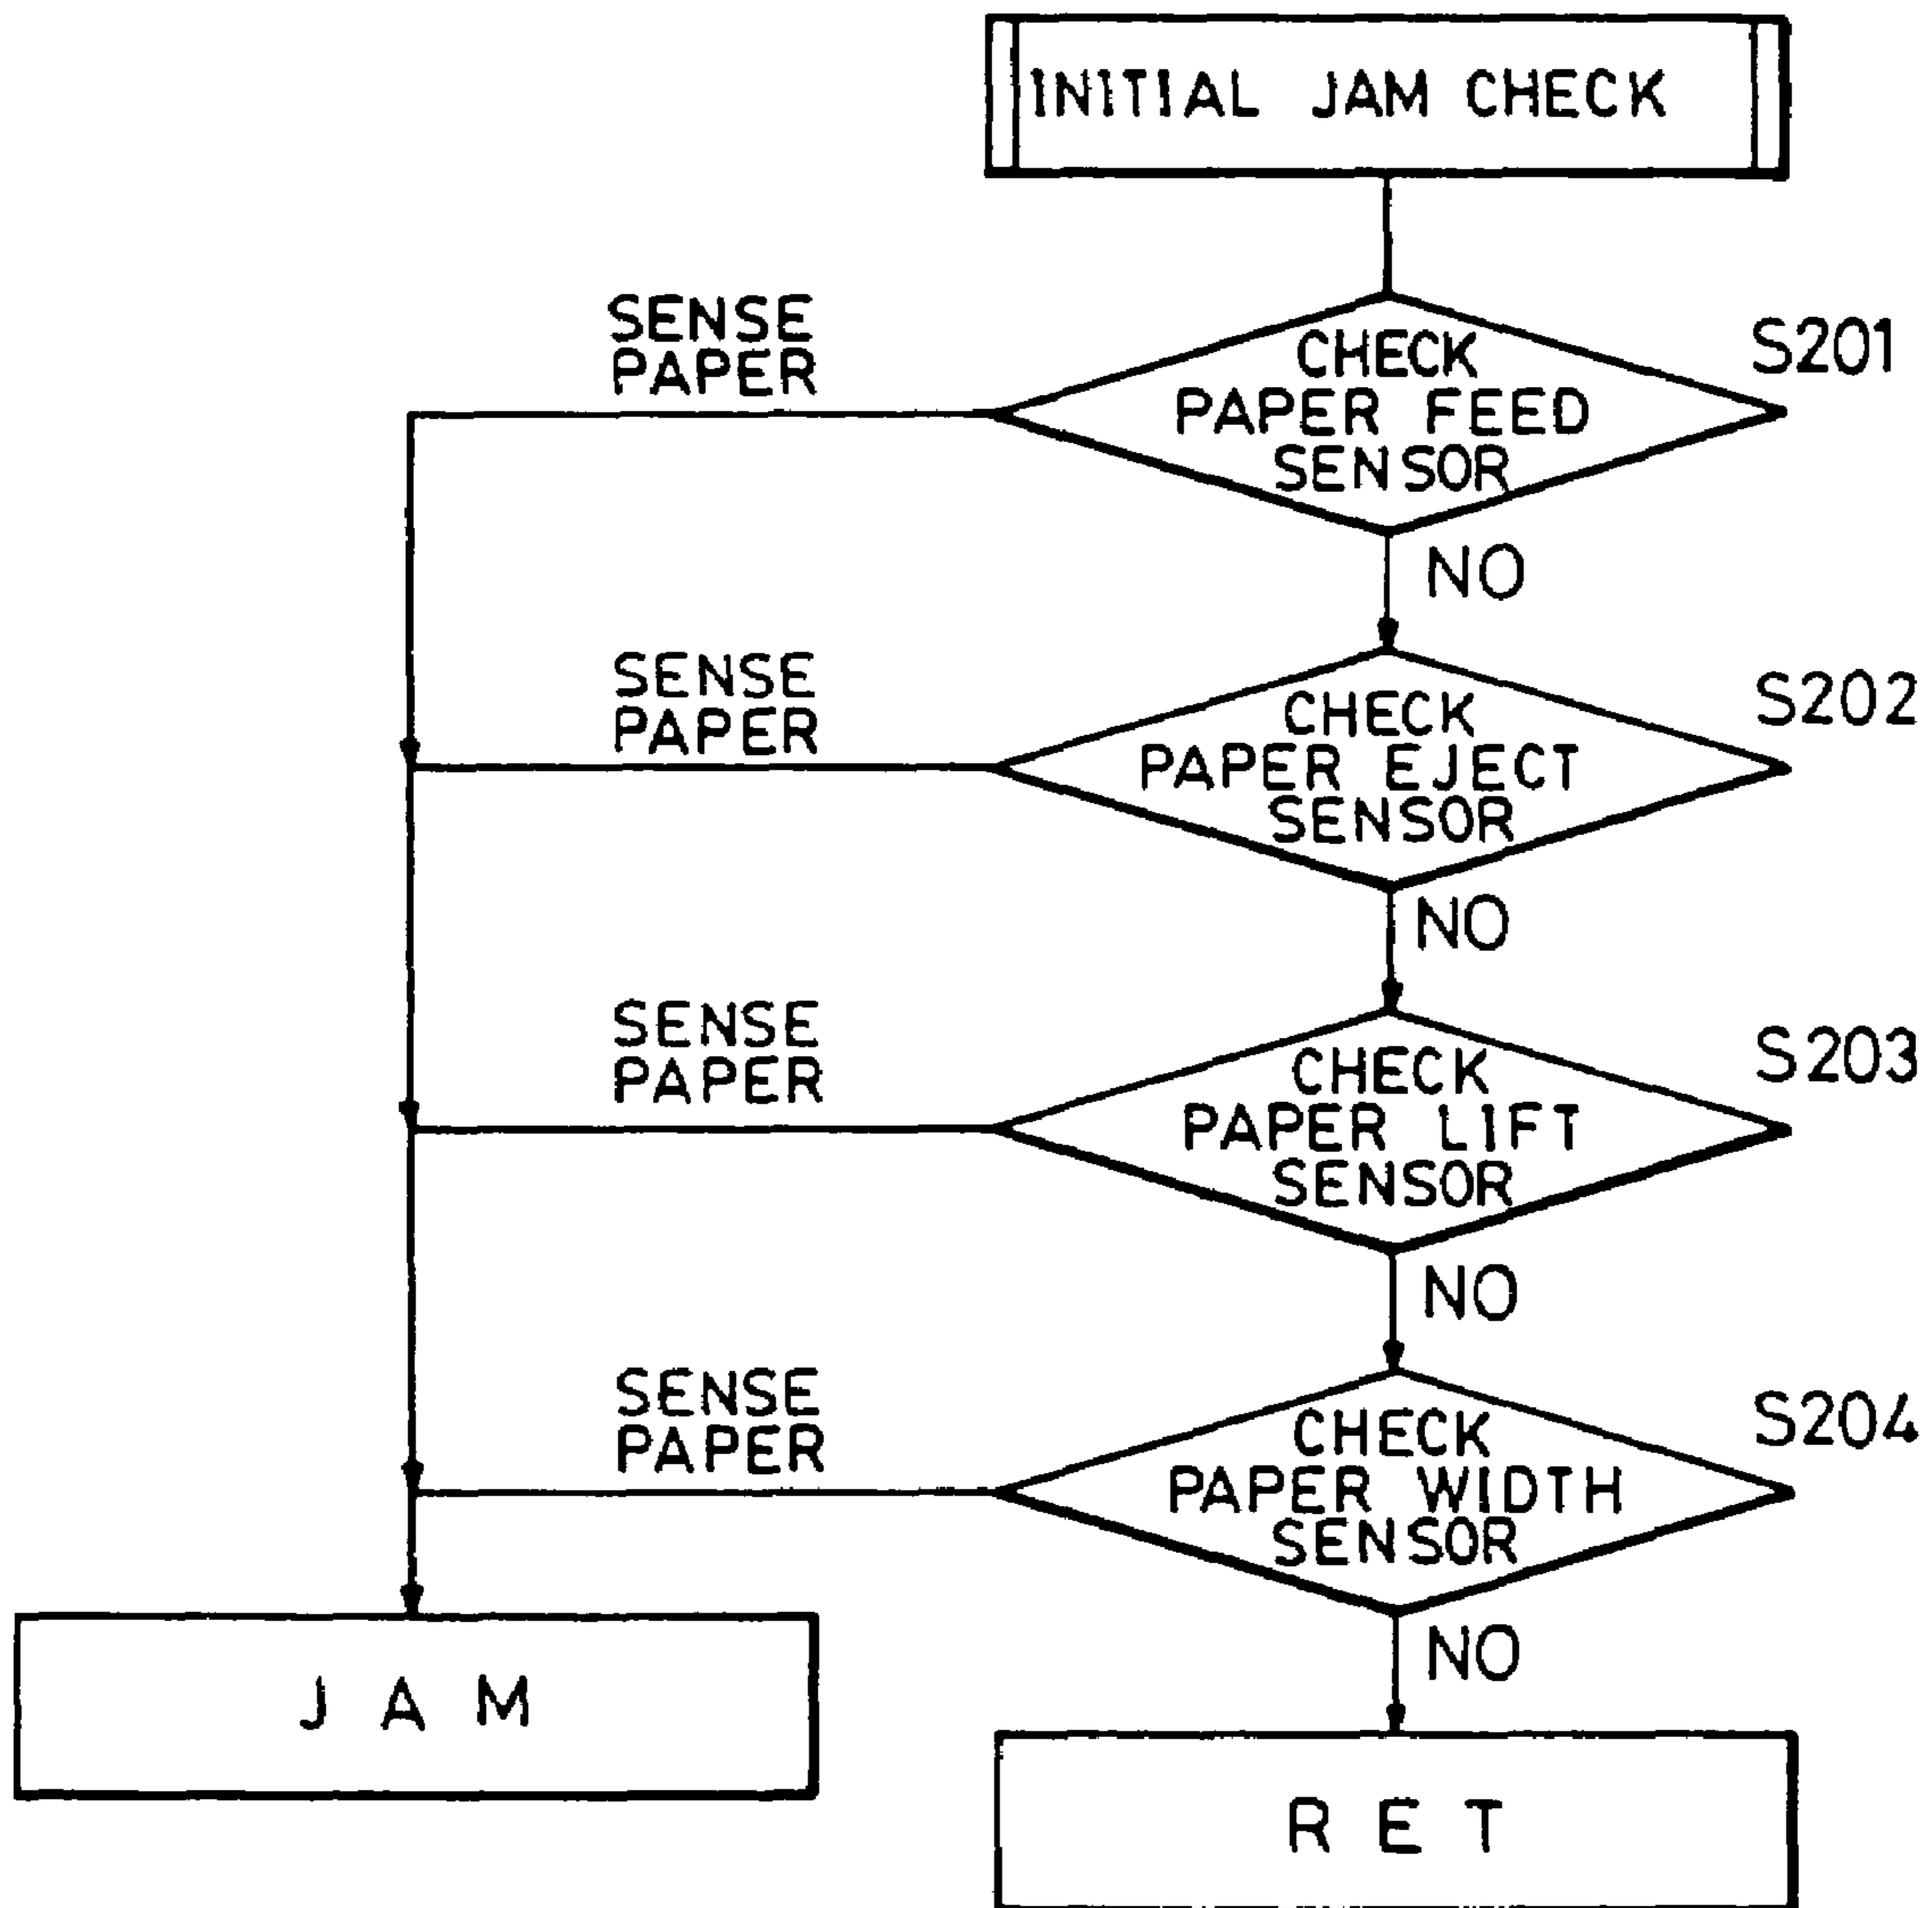 INITIAL JAM CHECK
SENSE
PAPER
CHECK
PAPER FEED
SENSOR
S201
NO
SENSE
PAPER
CHECK
PAPER EJECT
SENSOR
S202
NO
SENSE
PAPER
CHECK
PAPER LIFT
SENSOR
S203
NO
SENSE
PAPER
CHECK
PAPER WIDTH
SENSOR
S204
NO
JAM
RET